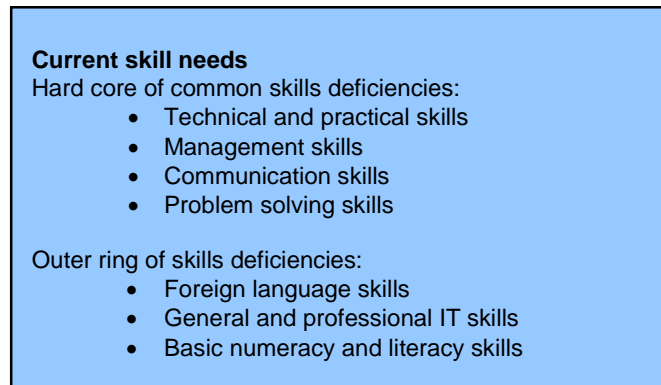 Current skill needs
Hard core of common skills deficiencies:
• Technical and practical skills
• Management skills
• Communication skills
• Problem solving skills
Outer ring of skills deficiencies:
• Foreign language skills
• General and professional IT skills
• Basic numeracy and literacy skills